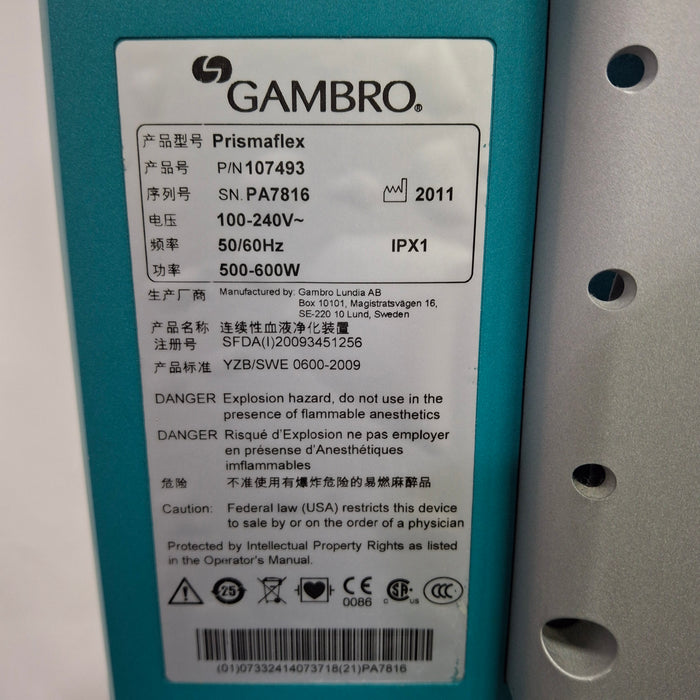 GAMBRO®
产品型号 Prismaflex
产品号 P/N 107493
序列号 SN. PA7816 2011
电压 100-240V~
频率 50/60Hz IPX1
功率 500-600W
生产厂商 Manufactured by: Gambro Lundia AB
Box 10101, Magistratsvägen 16,
SE-220 10 Lund, Sweden
产品名称 连续性血液净化装置
注册号 SFDA(I)20093451256
产品标准 YZB/SWE 0600-2009
DANGER Explosion hazard, do not use in the
presence of flammable anesthetics
DANGER Risqué d'Explosion ne pas employer
en présense d'Anesthétiques
imflammables
危险 不准使用有爆炸危险的易燃麻醉品
Caution: Federal law (USA) restricts this device
to sale by or on the order of a physician
Protected by Intellectual Property Rights as listed
in the Operator's Manual.
25 CE 0086 C SA US CCC
(01)07332414073718(21)PA7816